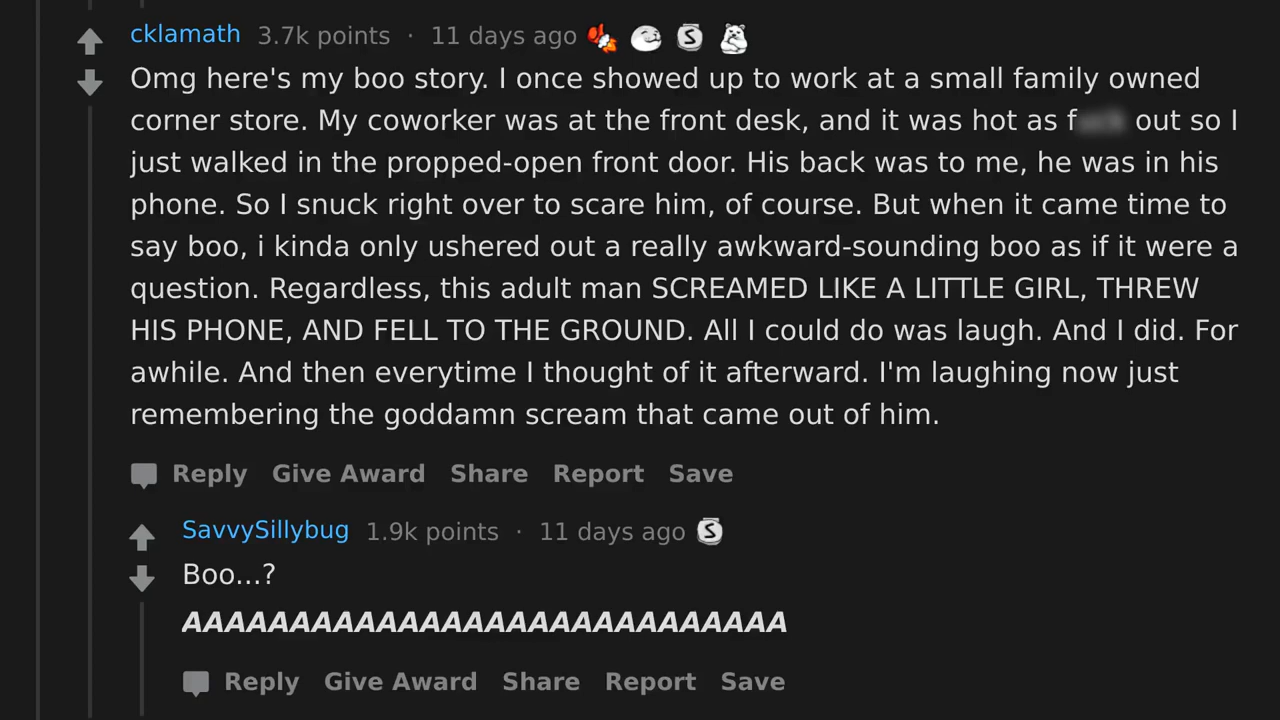 cklamath 3.7k points · 11 days ago
Omg here's my boo story. I once showed up to work at a small family owned
corner store. My coworker was at the front desk, and it was hot as f out so I
just walked in the propped-open front door. His back was to me, he was in his
phone. So I snuck right over to scare him, of course. But when it came time to
say boo, i kinda only ushered out a really awkward-sounding boo as if it were a
question. Regardless, this adult man SCREAMED LIKE A LITTLE GIRL, THREW
HIS PHONE, AND FELL TO THE GROUND. All I could do was laugh. And I did. For
awhile. And then everytime I thought of it afterward. I'm laughing now just
remembering the goddamn scream that came out of him.
Reply Give Award Share Report Save
SavvySillybug 1.9k points · 11 days ago
Boo...?
AAAAAAAAAAAAAAAAAAAAAAAAAAAA
Reply Give Award Share Report Save